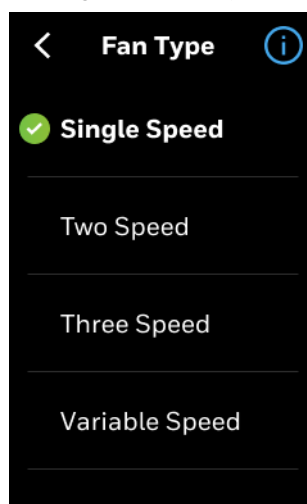 Fan Type
Single Speed
Two Speed
Three Speed
Variable Speed